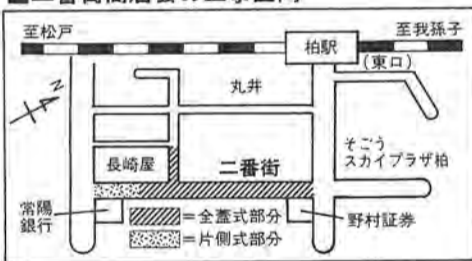 至松戸
柏駅
至我孫子
(東口)
丸井
N
そごう
スカイプラザ柏
長崎屋
二番街
常陽
銀行
=全蓋式部分
=片側式部分
野村証券